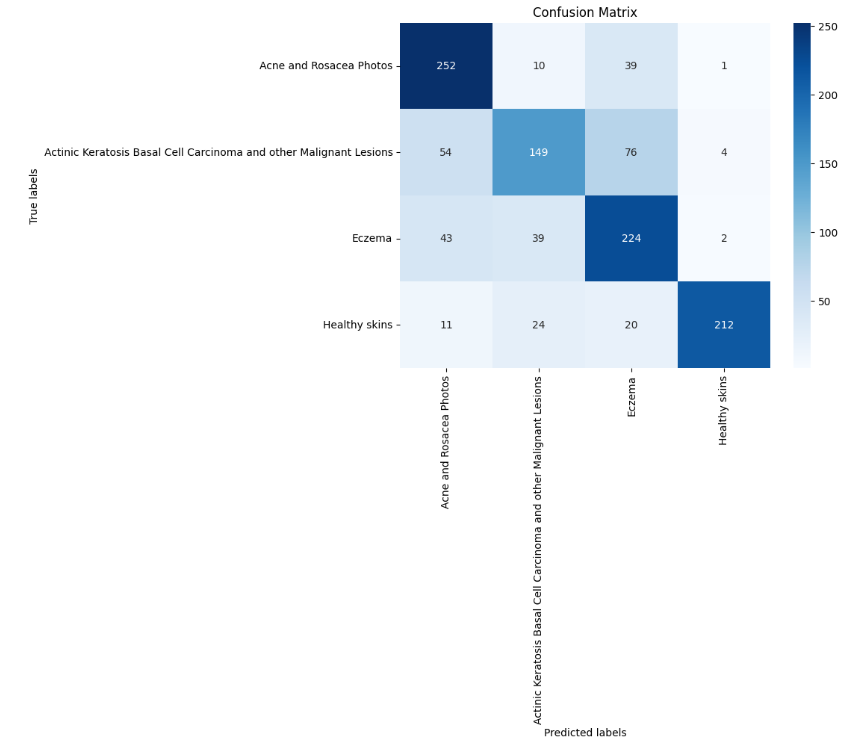 Confusion Matrix
True labels
Acne and Rosacea Photos
252 10 39 1
Actinic Keratosis Basal Cell Carcinoma and other Malignant Lesions
54 149 76 4
Eczema
43 39 224 2
Healthy skins
11 24 20 212
Acne and Rosacea Photos
Actinic Keratosis Basal Cell Carcinoma and other Malignant Lesions
Eczema
Healthy skins
Predicted labels
250
200
150
100
50